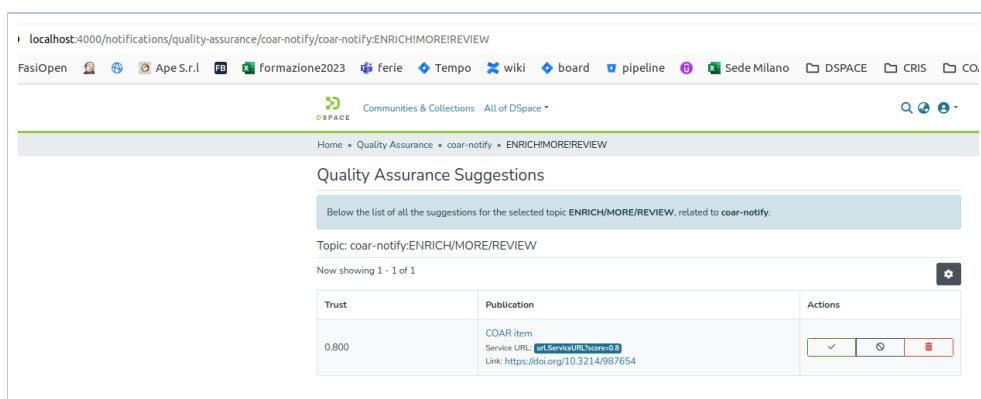 localhost:4000/notifications/quality-assurance/coar-notify/coar-notify:ENRICH!MORE!REVIEW
FasiOpen Ape S.r.l FB formazione2023 ferie Tempo wiki board pipeline Sede Milano DSPACE CRIS
DSPACE Communities & Collections All of DSpace
Home • Quality Assurance • coar-notify • ENRICH!MORE!REVIEW
Quality Assurance Suggestions
Below the list of all the suggestions for the selected topic ENRICH/MORE/REVIEW, related to coar-notify.
Topic: coar-notify:ENRICH/MORE/REVIEW
Now showing 1 - 1 of 1
Trust Publication Actions
COAR item
0.800 Service URL: url.ServiceURL?score=0.8
Link: https://doi.org/10.3214/987654